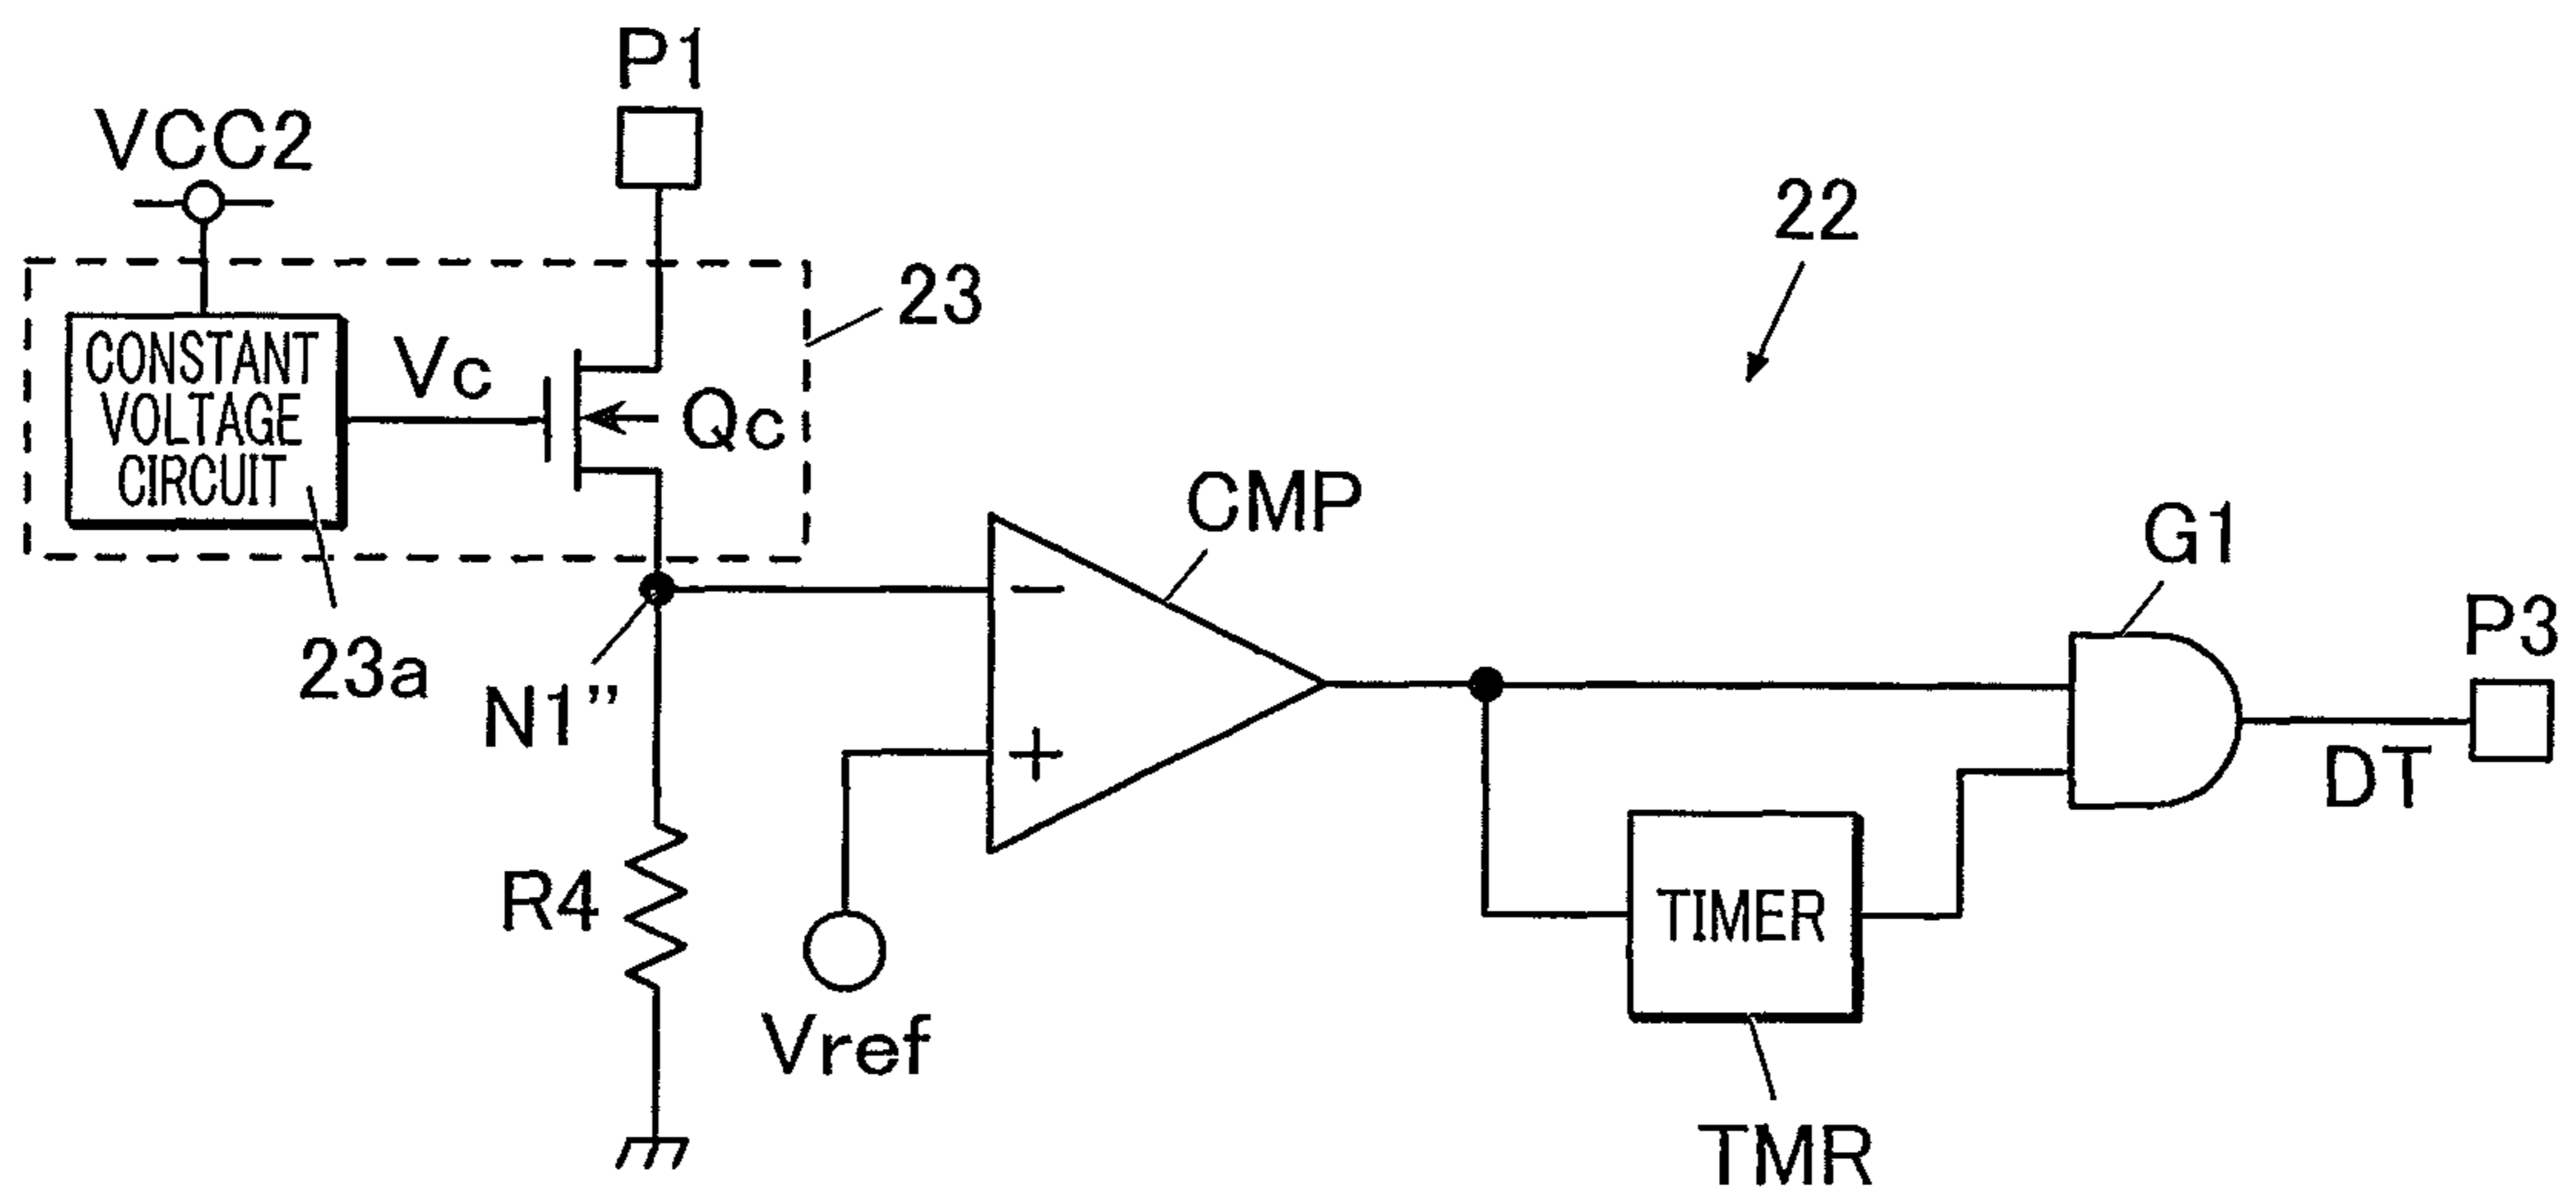 P1
VCC2
22
23
CONSTANT
VOLTAGE
CIRCUIT
Vc
Qc
CMP
G1
P3
23a
N1’’
−
+
DT
R4
TIMER
Vref
TMR